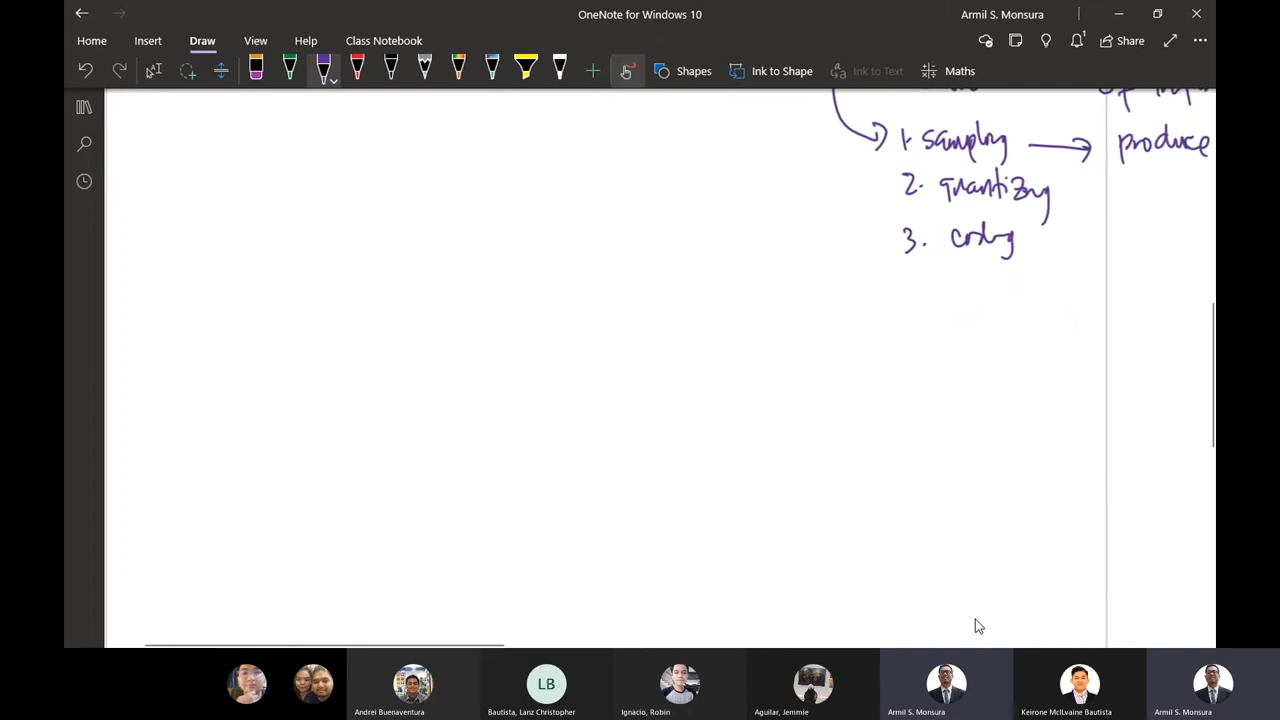 OneNote for Windows 10
Armil S. Monsura
Home Insert Draw View Help Class Notebook
Share
Shapes Ink to Shape Ink to Text Maths
of
1. sampling → produce
2. quantizing
3. coding
LB
Andrei Buenaventura Bautista, Lanz Christopher Ignacio, Robin Aguilar, Jemmie Armil S. Monsura Keirone McIlvaine Bautista Armil S. Monsura